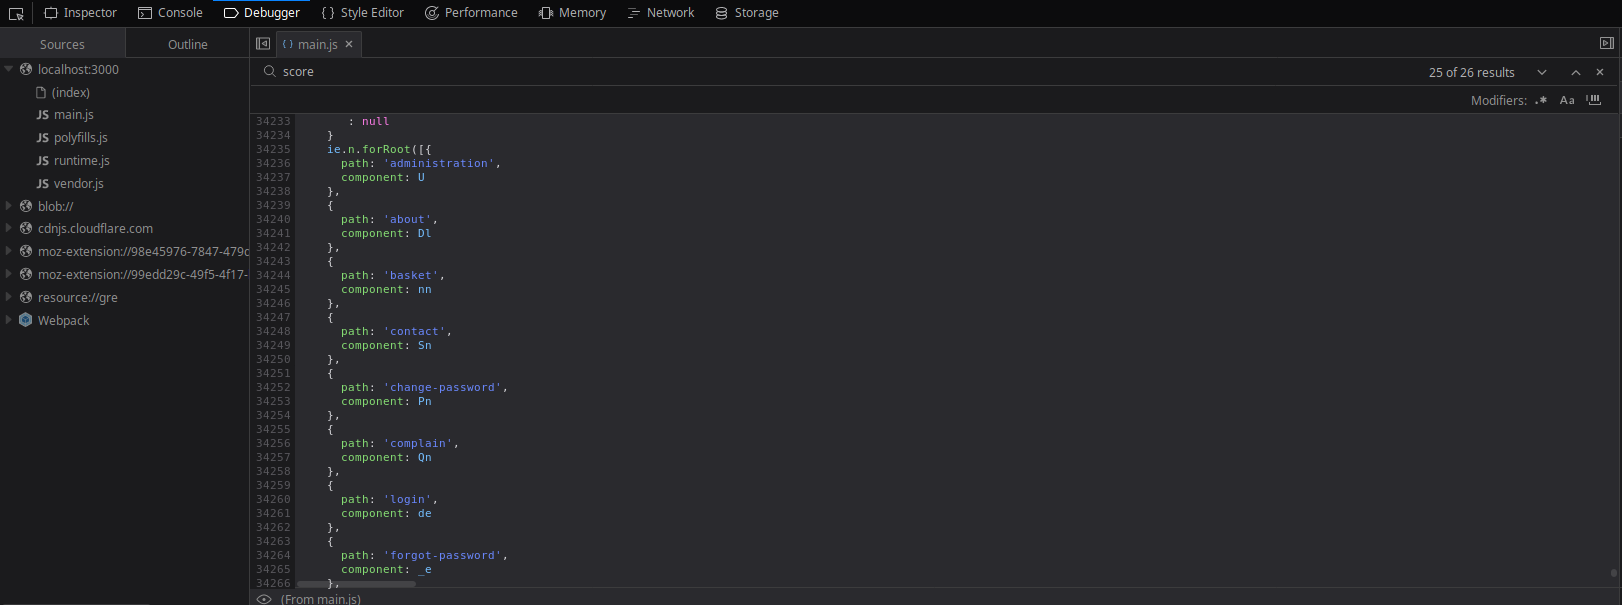 Inspector Console Debugger Style Editor Performance Memory Network Storage
Sources Outline
main.js
localhost:3000
(index)
main.js
polyfills.js
runtime.js
vendor.js
blob://
cdnjs.cloudflare.com
moz-extension://98e45976-7847-479c
moz-extension://99edd29c-49f5-4f17-
resource://gre
Webpack
score 25 of 26 results
Modifiers: .* Aa
34233 : null
34234 }
34235 ie.n.forRoot([{
34236 path: 'administration',
34237 component: U
34238 },
34239 {
34240 path: 'about',
34241 component: Dl
34242 },
34243 {
34244 path: 'basket',
34245 component: nn
34246 },
34247 {
34248 path: 'contact',
34249 component: Sn
34250 },
34251 {
34252 path: 'change-password',
34253 component: Pn
34254 },
34255 {
34256 path: 'complain',
34257 component: Qn
34258 },
34259 {
34260 path: 'login',
34261 component: de
34262 },
34263 {
34264 path: 'forgot-password',
34265 component: _e
34266 },
(From main.js)